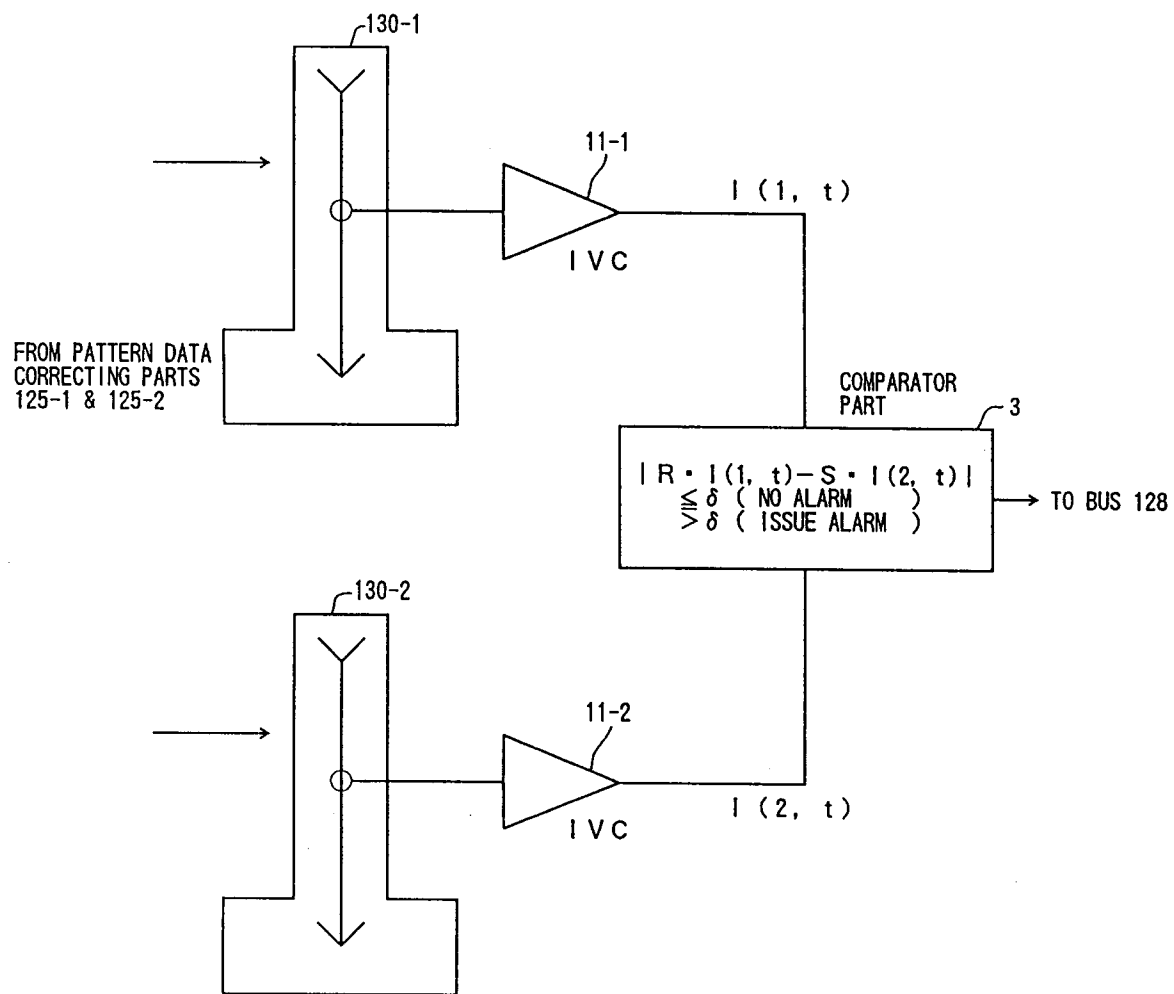 130-1
11-1
I (1, t)
IVC
FROM PATTERN DATA
CORRECTING PARTS
125-1 & 125-2
COMPARATOR
PART
3
| R · I (1, t) – S · I (2, t) |
≦ δ ( NO ALARM )
> δ ( ISSUE ALARM )
TO BUS 128
130-2
11-2
IVC
I (2, t)